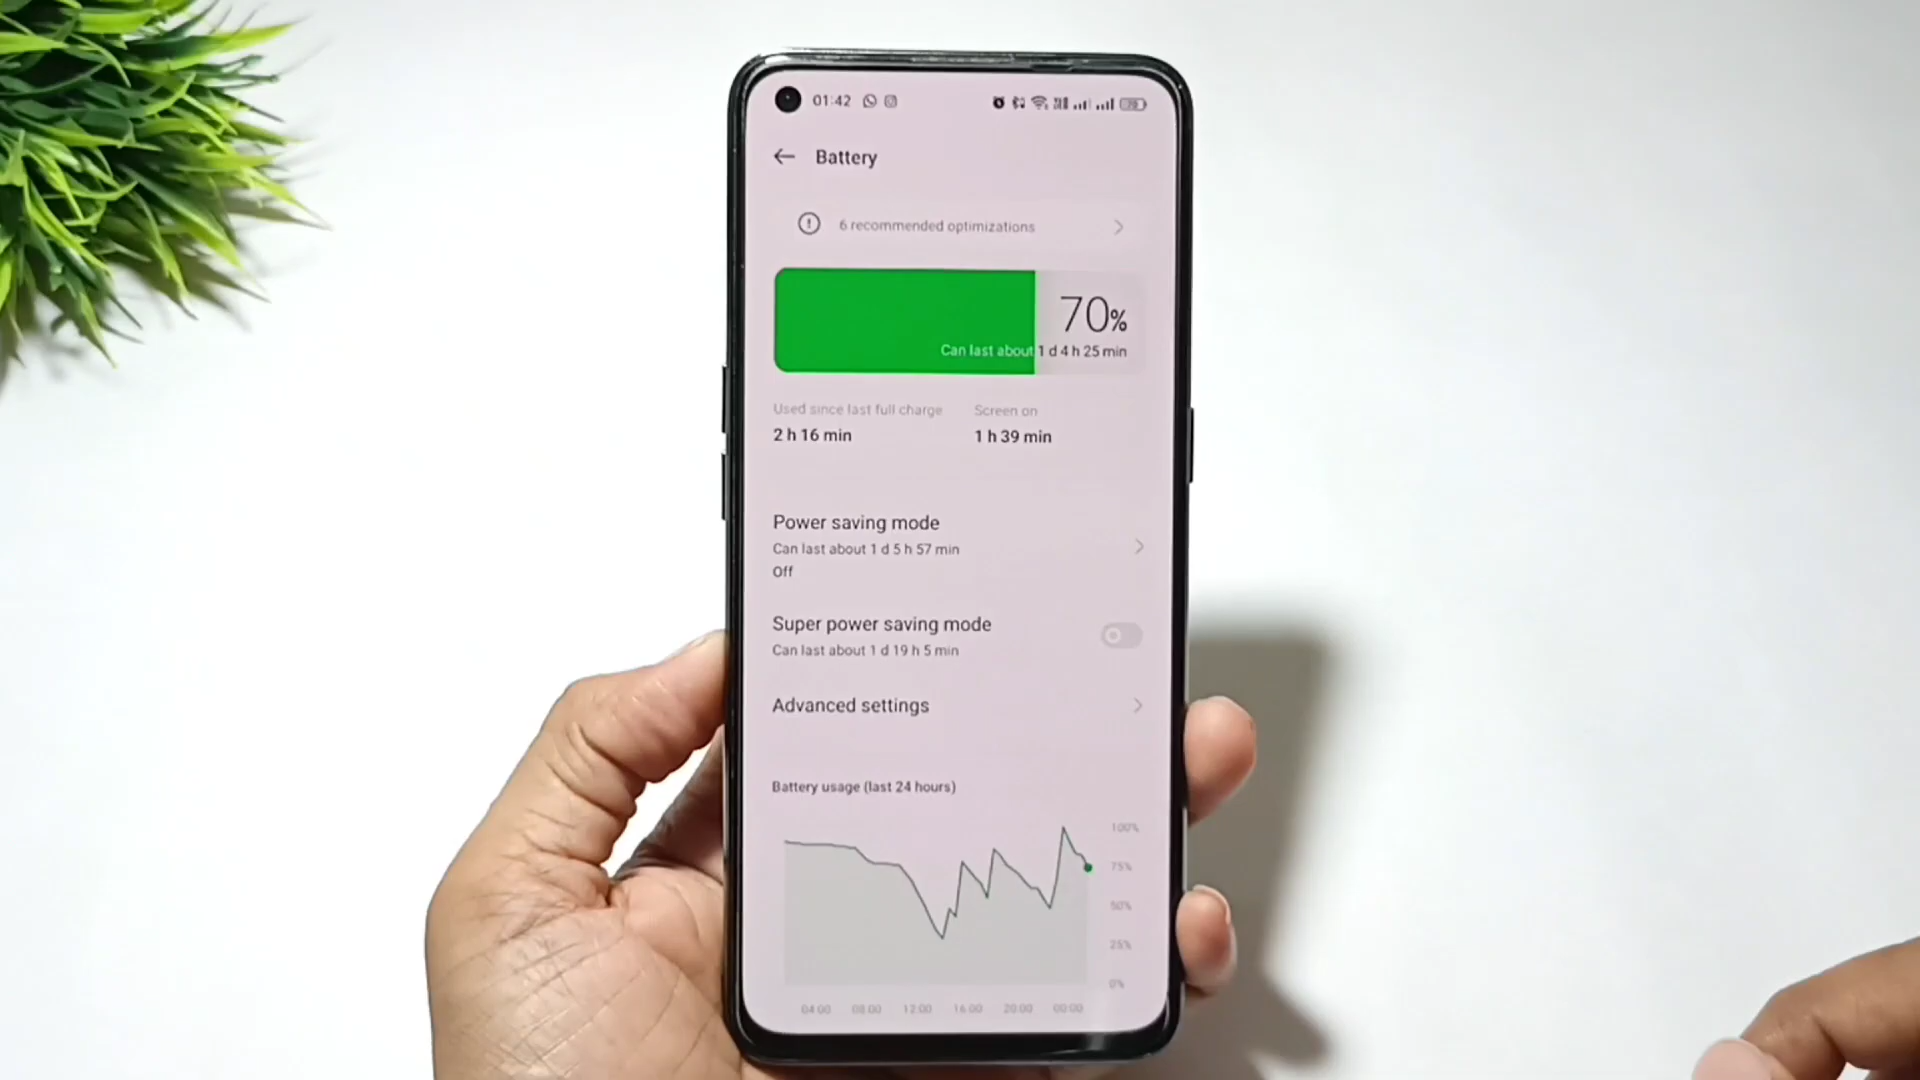 01:42
Battery
6 recommended optimizations
70%
Can last about 1 d 4 h 25 min
Used since last full charge
Screen on
2 h 16 min
1 h 39 min
Power saving mode
Can last about 1 d 5 h 57 min
Off
Super power saving mode
Can last about 1 d 19 h 5 min
Advanced settings
Battery usage (last 24 hours)
100%
75%
50%
25%
0%
04:00 08:00 12:00 16:00 20:00 00:00